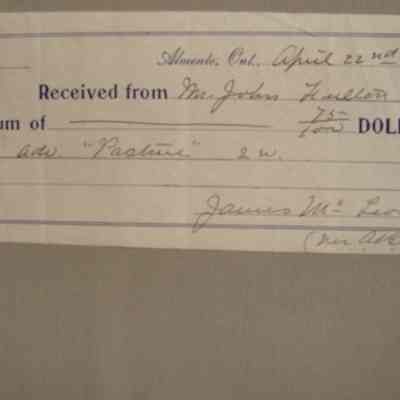 Almonte, Ont. April 22nd
Received from Mr. John
um of 75/100 DOLL
adv. "Pasture" 2 w.
James Mc